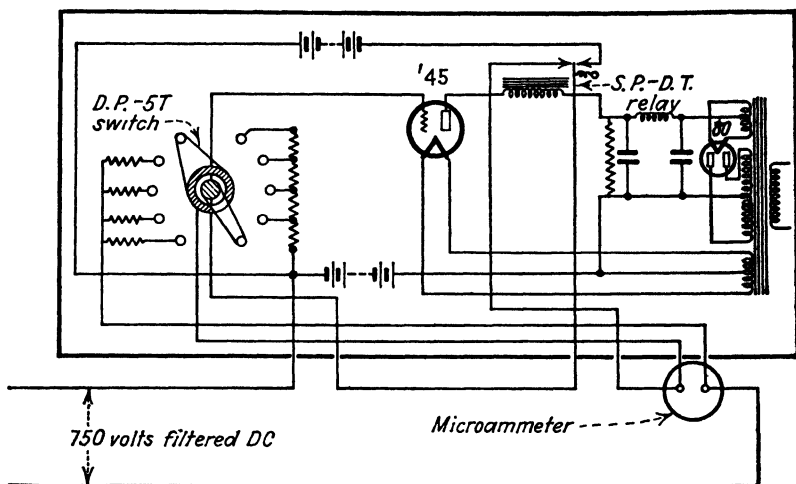 '45
S.P.-D.T.
relay
D.P.-5T
switch
80
750 volts filtered DC
Microammeter